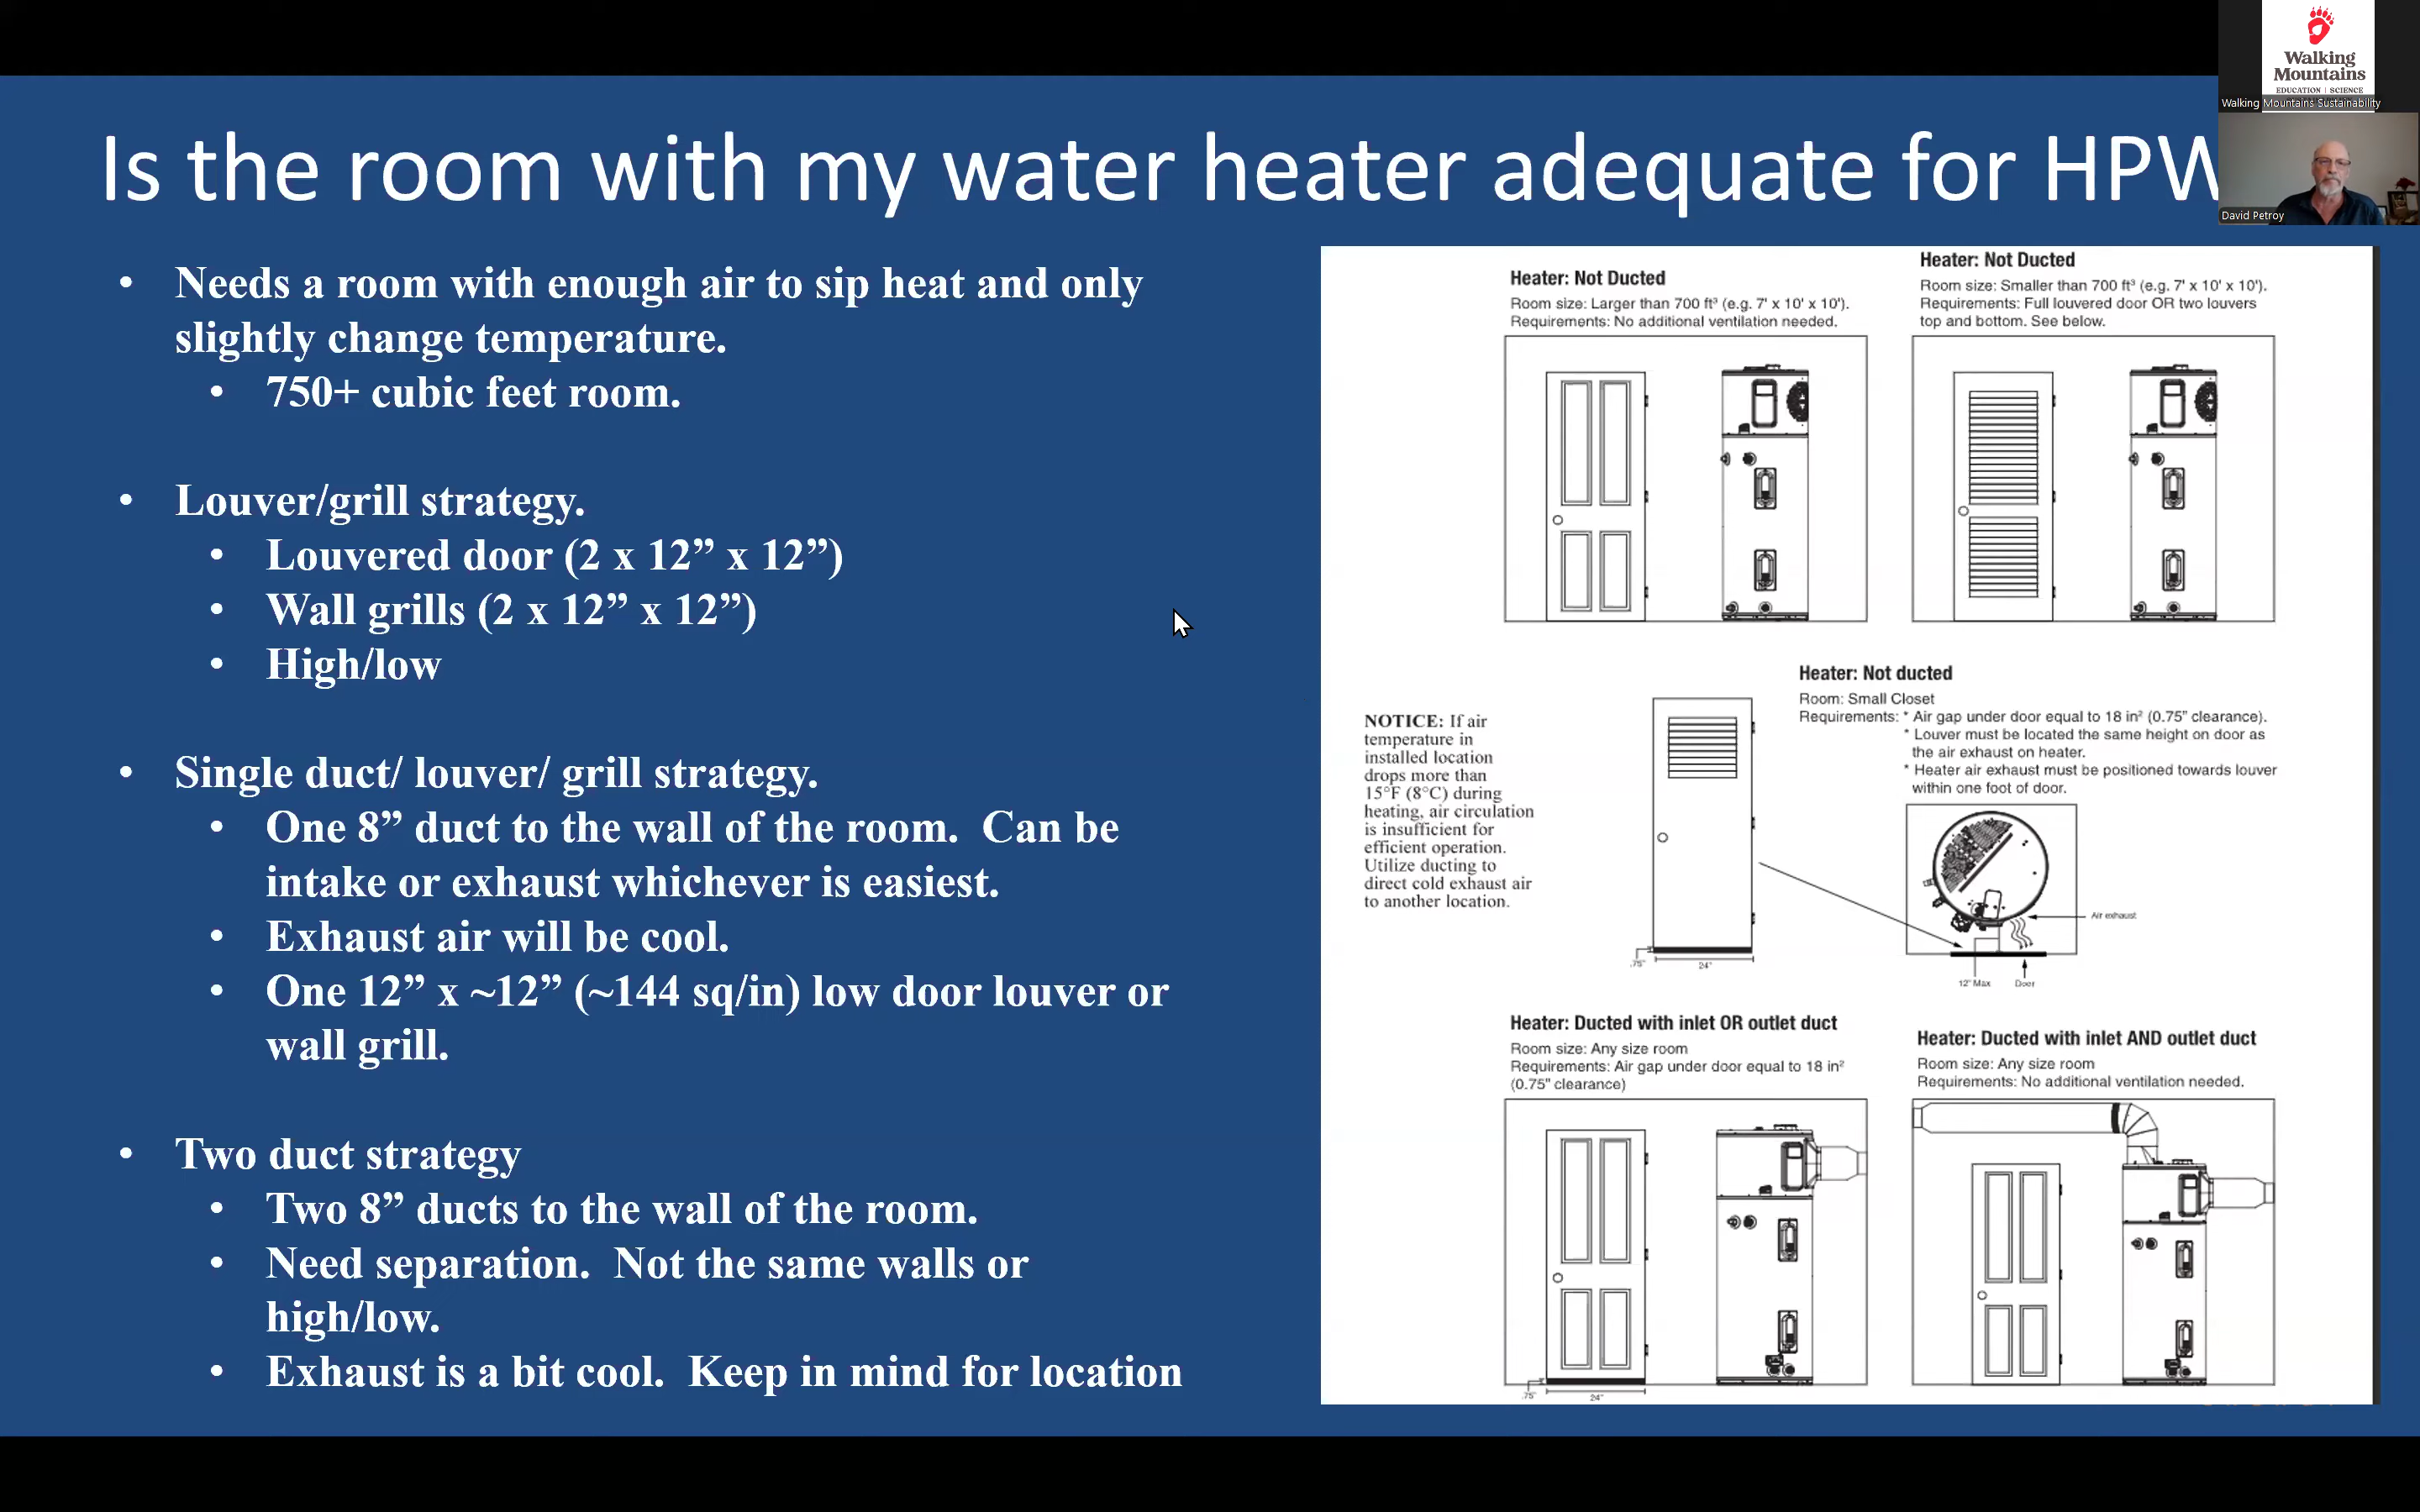 Walking
Mountains
EDUCATION | SCIENCE
Walking Mountains Sustainability
David Petroy
Is the room with my water heater adequate for HPW
• Needs a room with enough air to sip heat and only
slightly change temperature.
• 750+ cubic feet room.
• Louver/grill strategy.
• Louvered door (2 x 12” x 12”)
• Wall grills (2 x 12” x 12”)
• High/low
• Single duct/ louver/ grill strategy.
• One 8” duct to the wall of the room. Can be
intake or exhaust whichever is easiest.
• Exhaust air will be cool.
• One 12” x ~12” (~144 sq/in) low door louver or
wall grill.
• Two duct strategy
• Two 8” ducts to the wall of the room.
• Need separation. Not the same walls or
high/low.
• Exhaust is a bit cool. Keep in mind for location
Heater: Not Ducted
Room size: Larger than 700 ft³ (e.g. 7' x 10' x 10').
Requirements: No additional ventilation needed.
Heater: Not Ducted
Room size: Smaller than 700 ft³ (e.g. 7' x 10' x 10').
Requirements: Full louvered door OR two louvers
top and bottom. See below.
NOTICE: If air
temperature in
installed location
drops more than
15°F (8°C) during
heating, air circulation
is insufficient for
efficient operation.
Utilize ducting to
direct cold exhaust air
to another location.
Heater: Not ducted
Room: Small Closet
Requirements: * Air gap under door equal to 18 in² (0.75" clearance).
* Louver must be located the same height on door as
the air exhaust on heater.
* Heater air exhaust must be positioned towards louver
within one foot of door.
Air exhaust
.75"
24"
12" Max
Door
Heater: Ducted with inlet OR outlet duct
Room size: Any size room
Requirements: Air gap under door equal to 18 in²
(0.75" clearance)
.75"
24"
Heater: Ducted with inlet AND outlet duct
Room size: Any size room
Requirements: No additional ventilation needed.